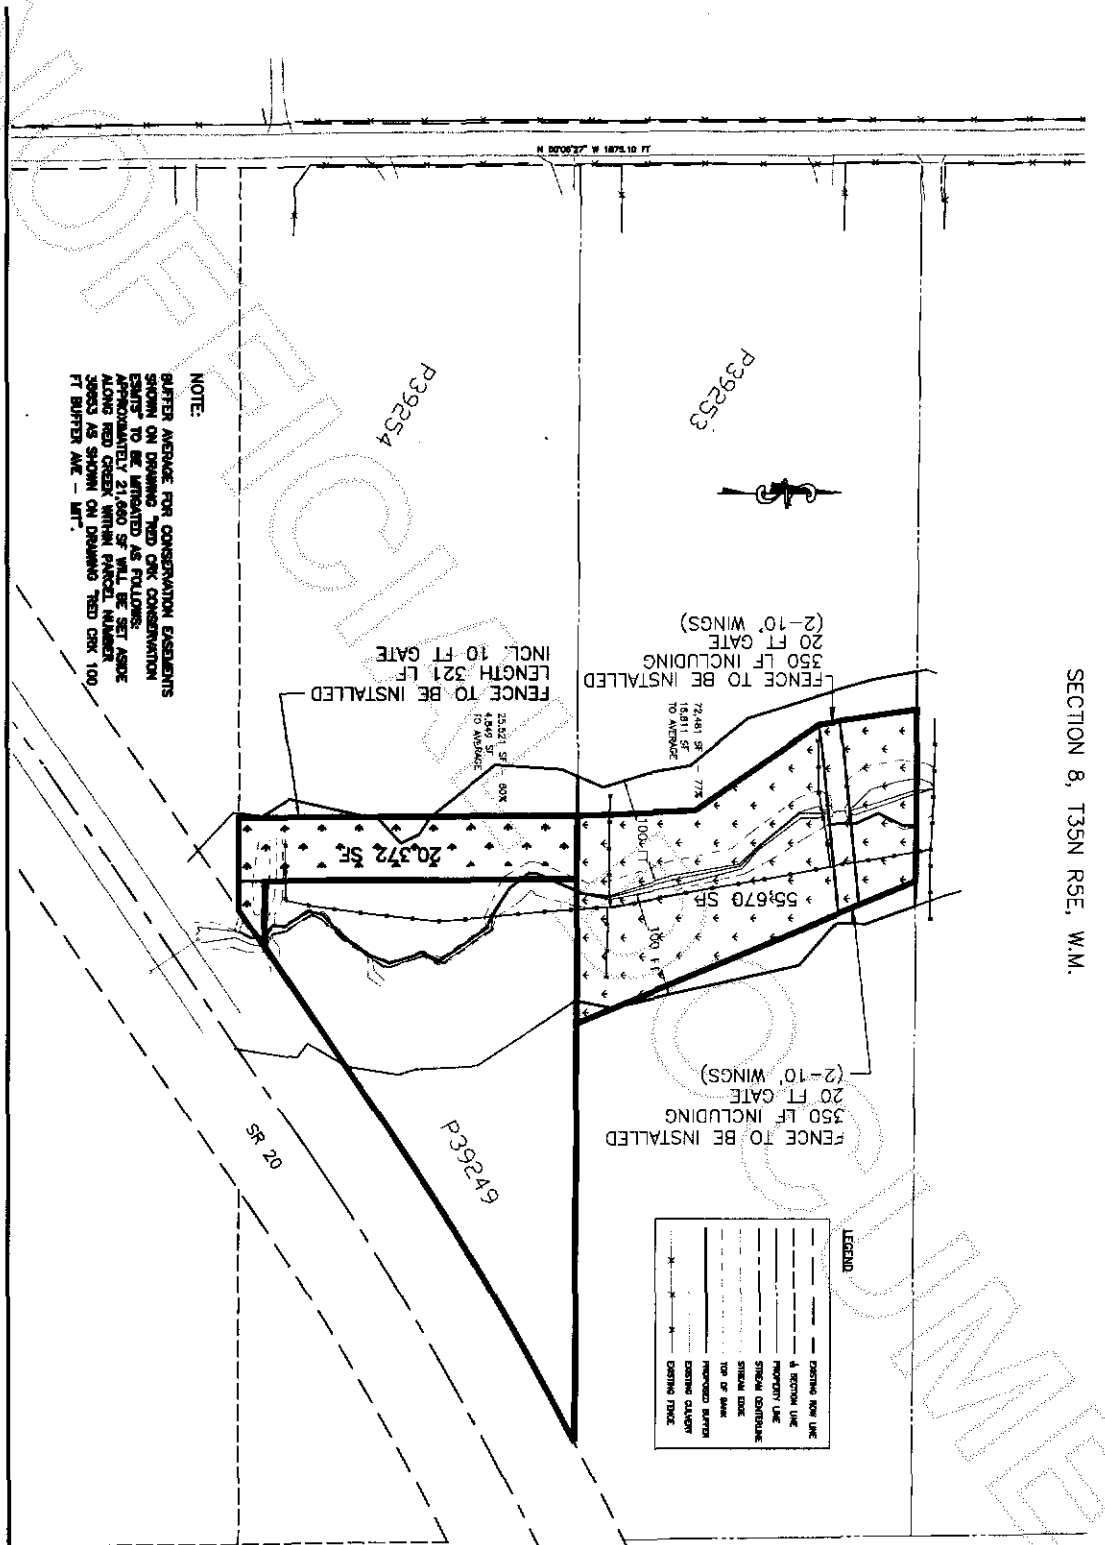 SECTION 8, T35N R5E, W.M.
N 00°06'27" W 1675.10 FT
P39254
P39253
NOTE:
BUFFER AVERAGE FOR CONSERVATION EASEMENTS
SHOWN ON DRAWING "RED CRK CONSERVATION
ESMTS" TO BE MITIGATED AS FOLLOWS:
APPROXIMATELY 21,660 SF WILL BE SET ASIDE
ALONG RED CREEK WITHIN PARCEL NUMBER
38653 AS SHOWN ON DRAWING "RED CRK 100
FT BUFFER AVE - MIT".
FENCE TO BE INSTALLED
LENGTH 321 LF
INCL. 10 FT GATE
FENCE TO BE INSTALLED
350 LF INCLUDING
20 FT GATE
(2-10' WINGS)
72,481 SF - 77%
16,811 SF
TO AVERAGE
25,521 SF - 80%
4,849 SF
TO AVERAGE
20,372 SF
55,670 SF
100 FT
100 FT
FENCE TO BE INSTALLED
350 LF INCLUDING
20 FT GATE
(2-10' WINGS)
P39249
SR 20
LEGEND
EXISTING ROW LINE
SECTION LINE
PROPERTY LINE
STREAM CENTERLINE
STREAM EDGE
TOP OF BANK
PROPOSED BUFFER
EXISTING CULVERT
EXISTING FENCE